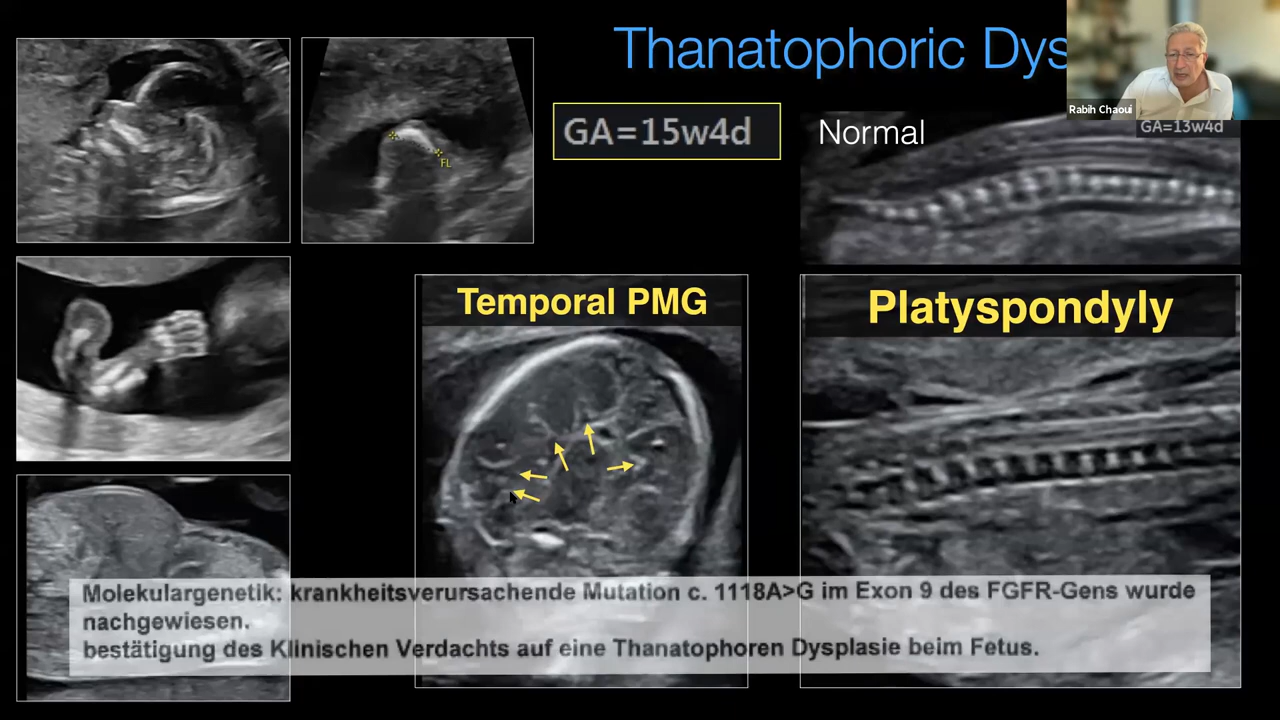 Thanatophoric Dys
Rabih Chaoui
GA=15w4d
Normal
GA=13w4d
FL
Temporal PMG
Platyspondyly
Molekulargenetik: krankheitsverursachende Mutation c. 1118A>G im Exon 9 des FGFR-Gens wurde
nachgewiesen.
bestätigung des Klinischen Verdachts auf eine Thanatophoren Dysplasie beim Fetus.